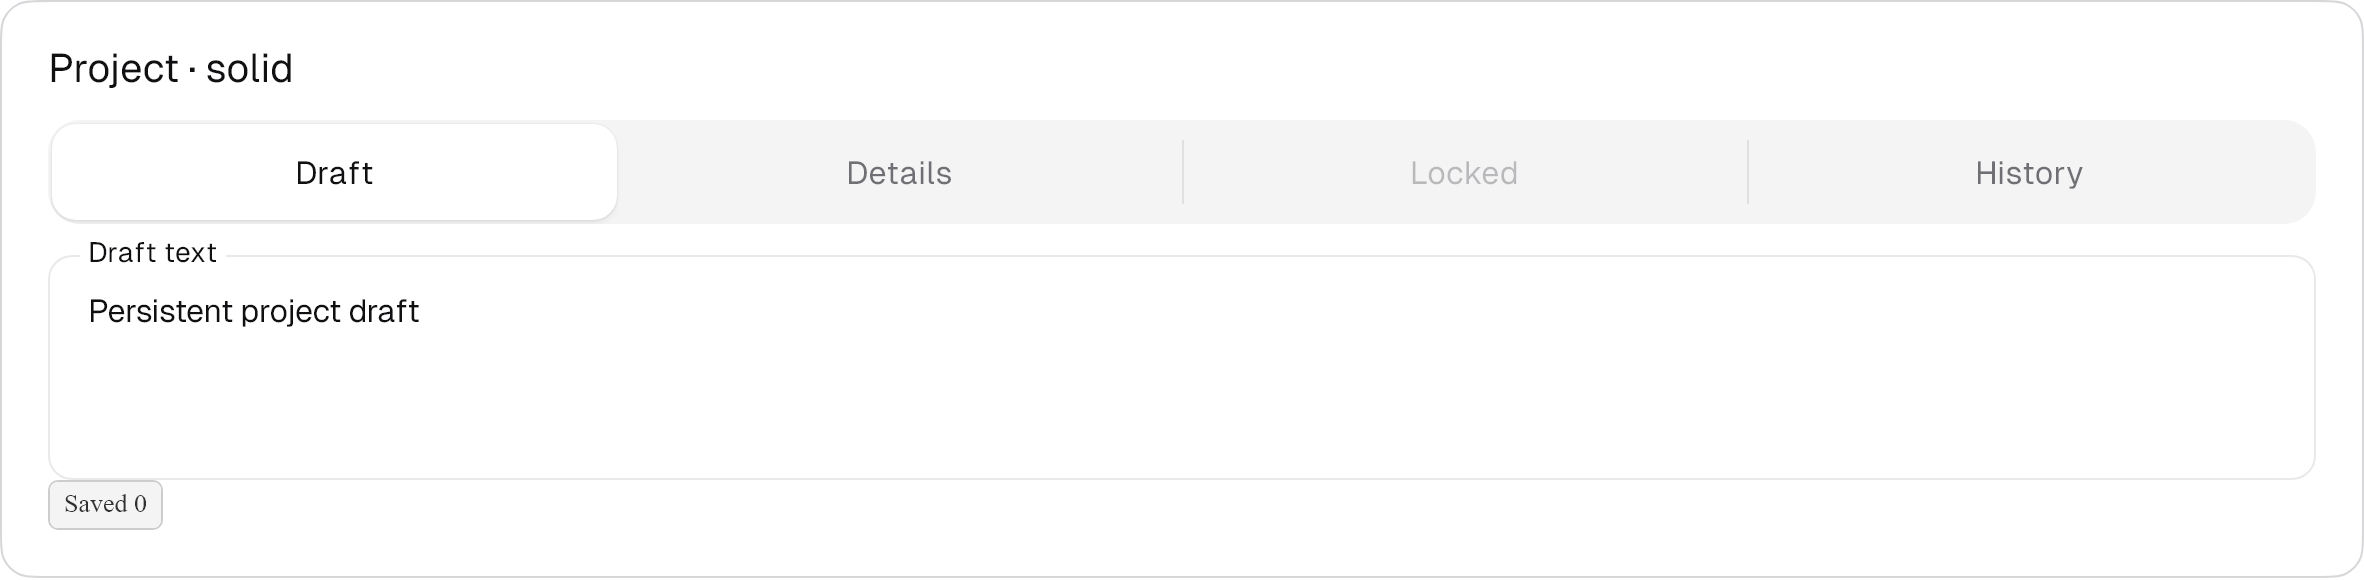 Project · solid
Draft
Details
Locked
History
Draft text
Persistent project draft
Saved 0